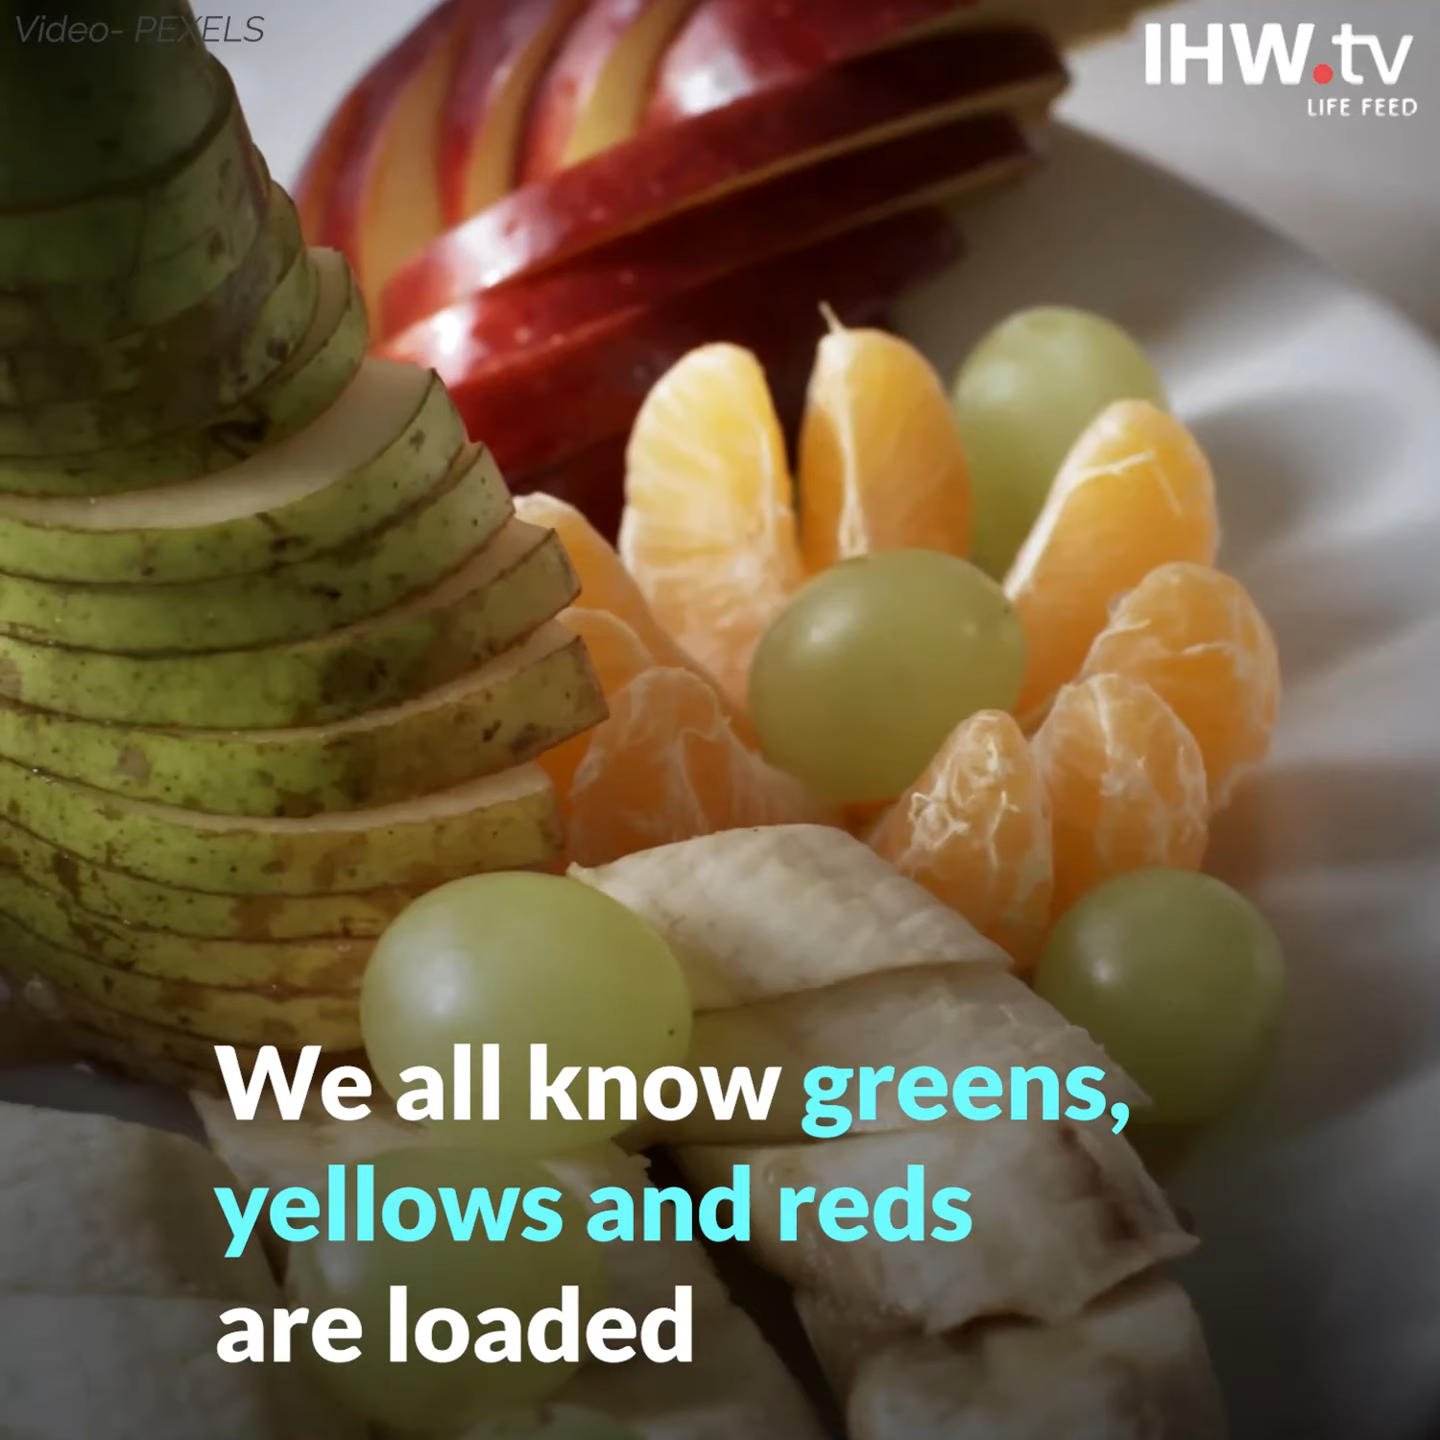 Video- PEXELS
IHW.tv
LIFE FEED
We all know greens,
yellows and reds
are loaded